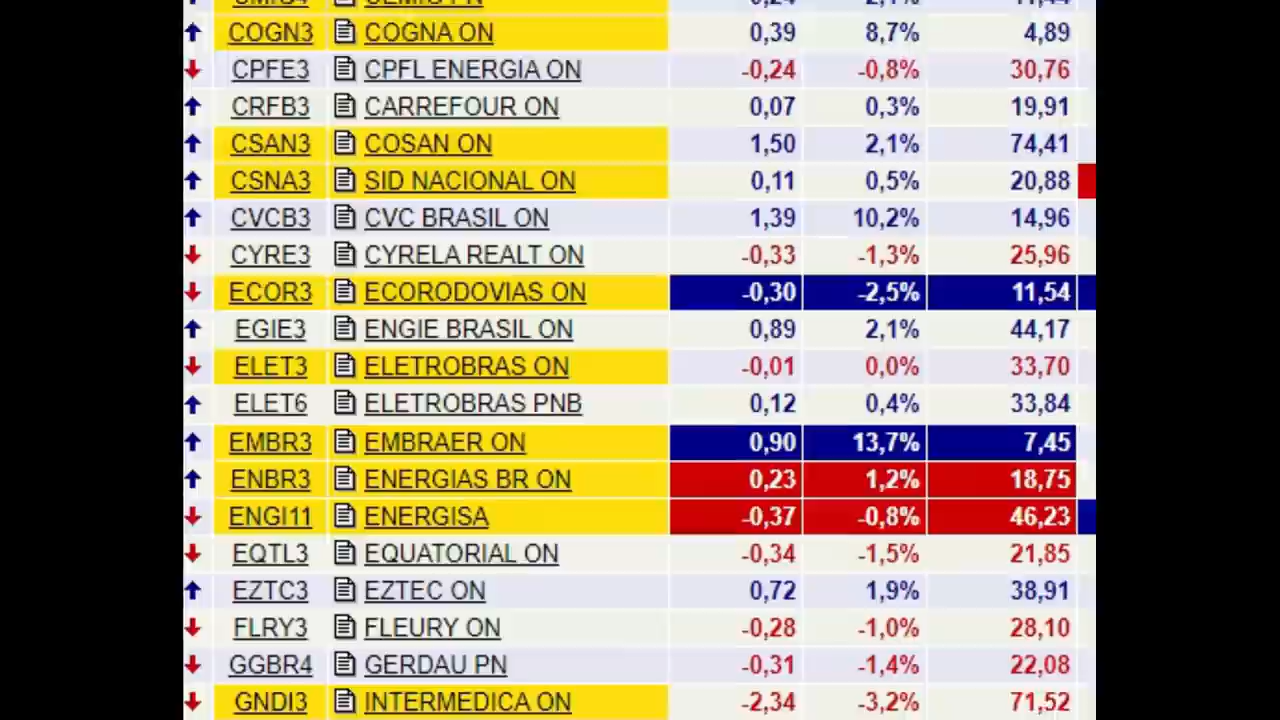 COGN3 COGNA ON 0,39 8,7% 4,89
CPFE3 CPFL ENERGIA ON -0,24 -0,8% 30,76
CRFB3 CARREFOUR ON 0,07 0,3% 19,91
CSAN3 COSAN ON 1,50 2,1% 74,41
CSNA3 SID NACIONAL ON 0,11 0,5% 20,88
CVCB3 CVC BRASIL ON 1,39 10,2% 14,96
CYRE3 CYRELA REALT ON -0,33 -1,3% 25,96
ECOR3 ECORODOVIAS ON -0,30 -2,5% 11,54
EGIE3 ENGIE BRASIL ON 0,89 2,1% 44,17
ELET3 ELETROBRAS ON -0,01 0,0% 33,70
ELET6 ELETROBRAS PNB 0,12 0,4% 33,84
EMBR3 EMBRAER ON 0,90 13,7% 7,45
ENBR3 ENERGIAS BR ON 0,23 1,2% 18,75
ENGI11 ENERGISA -0,37 -0,8% 46,23
EQTL3 EQUATORIAL ON -0,34 -1,5% 21,85
EZTC3 EZTEC ON 0,72 1,9% 38,91
FLRY3 FLEURY ON -0,28 -1,0% 28,10
GGBR4 GERDAU PN -0,31 -1,4% 22,08
GNDI3 INTERMEDICA ON -2,34 -3,2% 71,52